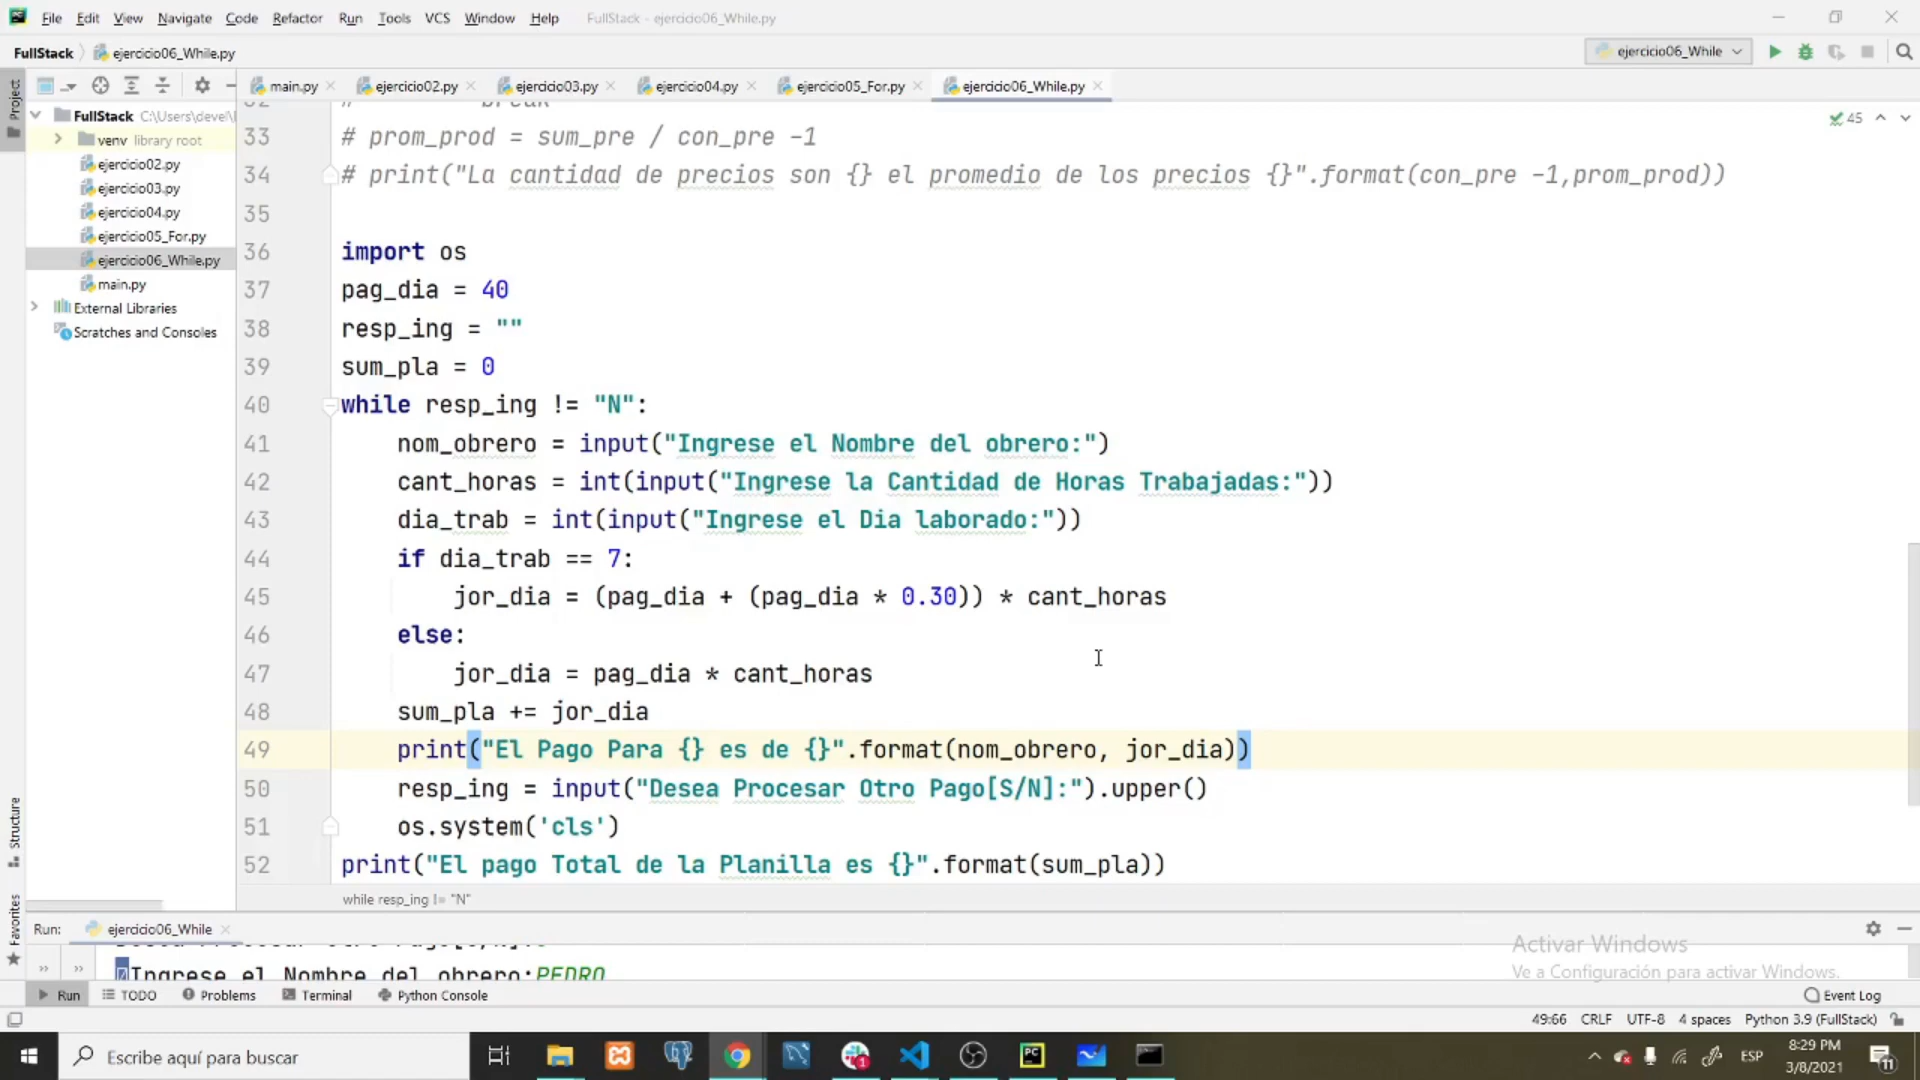 File Edit View Navigate Code Refactor Run Tools VCS Window Help FullStack - ejercicio06_While.py
FullStack ejercicio06_While.py ejercicio06_While
main.py ejercicio02.py ejercicio03.py ejercicio04.py ejercicio05_For.py ejercicio06_While.py
Project
FullStack C:\Users\devel\
venv library root
ejercicio02.py
ejercicio03.py
ejercicio04.py
ejercicio05_For.py
ejercicio06_While.py
main.py
External Libraries
Scratches and Consoles
45
32 # break
33 # prom_prod = sum_pre / con_pre -1
34 # print("La cantidad de precios son {} el promedio de los precios {}".format(con_pre -1,prom_prod))
35
36 import os
37 pag_dia = 40
38 resp_ing = ""
39 sum_pla = 0
40 while resp_ing != "N":
41 nom_obrero = input("Ingrese el Nombre del obrero:")
42 cant_horas = int(input("Ingrese la Cantidad de Horas Trabajadas:"))
43 dia_trab = int(input("Ingrese el Dia laborado:"))
44 if dia_trab == 7:
45 jor_dia = (pag_dia + (pag_dia * 0.30)) * cant_horas
46 else:
47 jor_dia = pag_dia * cant_horas
48 sum_pla += jor_dia
49 print("El Pago Para {} es de {}".format(nom_obrero, jor_dia))
50 resp_ing = input("Desea Procesar Otro Pago[S/N]:").upper()
51 os.system('cls')
52 print("El pago Total de la Planilla es {}".format(sum_pla))
while resp_ing != "N"
Structure
Favorites
Run: ejercicio06_While
Ingrese el Nombre del obrero:PEDRO
Activar Windows
Ve a Configuración para activar Windows.
Run TODO Problems Terminal Python Console Event Log
49:66 CRLF UTF-8 4 spaces Python 3.9 (FullStack)
Escribe aquí para buscar
ESP
8:29 PM
3/8/2021
11